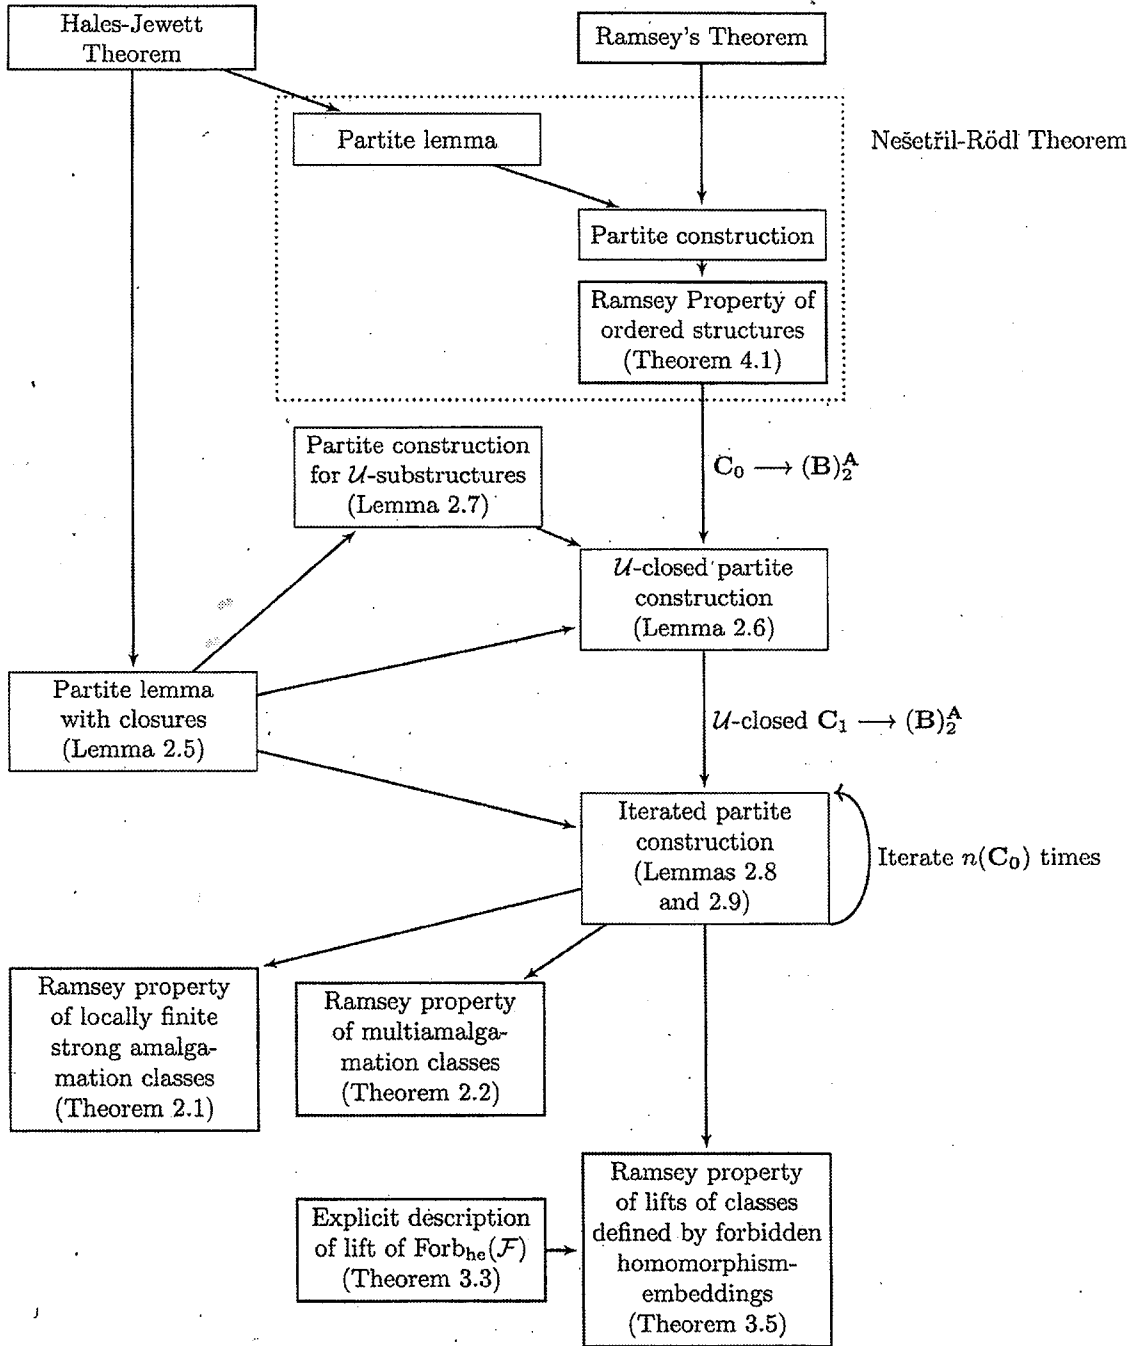 Hales-Jewett
Theorem
Ramsey's Theorem
Partite lemma
Nešetřil-Rödl Theorem
Partite construction
Ramsey Property of
ordered structures
(Theorem 4.1)
Partite construction
for 𝒰-substructures
(Lemma 2.7)
C₀ ⟶ (B)₂ᴬ
𝒰-closed partite
construction
(Lemma 2.6)
Partite lemma
with closures
(Lemma 2.5)
𝒰-closed C₁ ⟶ (B)₂ᴬ
Iterated partite
construction
(Lemmas 2.8
and 2.9)
Iterate n(C₀) times
Ramsey property
of locally finite
strong amalga-
mation classes
(Theorem 2.1)
Ramsey property
of multiamalga-
mation classes
(Theorem 2.2)
Explicit description
of lift of Forbₕₑ(ℱ)
(Theorem 3.3)
Ramsey property
of lifts of classes
defined by forbidden
homomorphism-
embeddings
(Theorem 3.5)